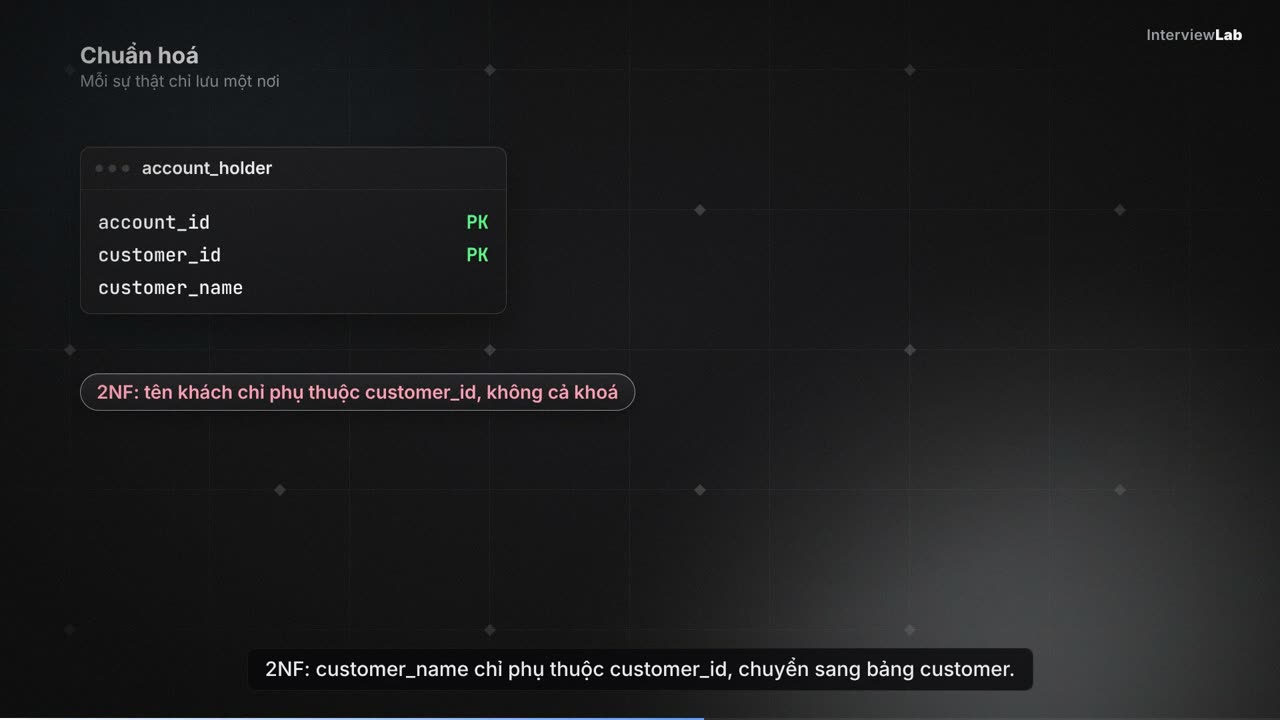 Chuẩn hoá
Mỗi sự thật chỉ lưu một nơi
InterviewLab
account_holder
account_id PK
customer_id PK
customer_name
2NF: tên khách chỉ phụ thuộc customer_id, không cả khoá
2NF: customer_name chỉ phụ thuộc customer_id, chuyển sang bảng customer.